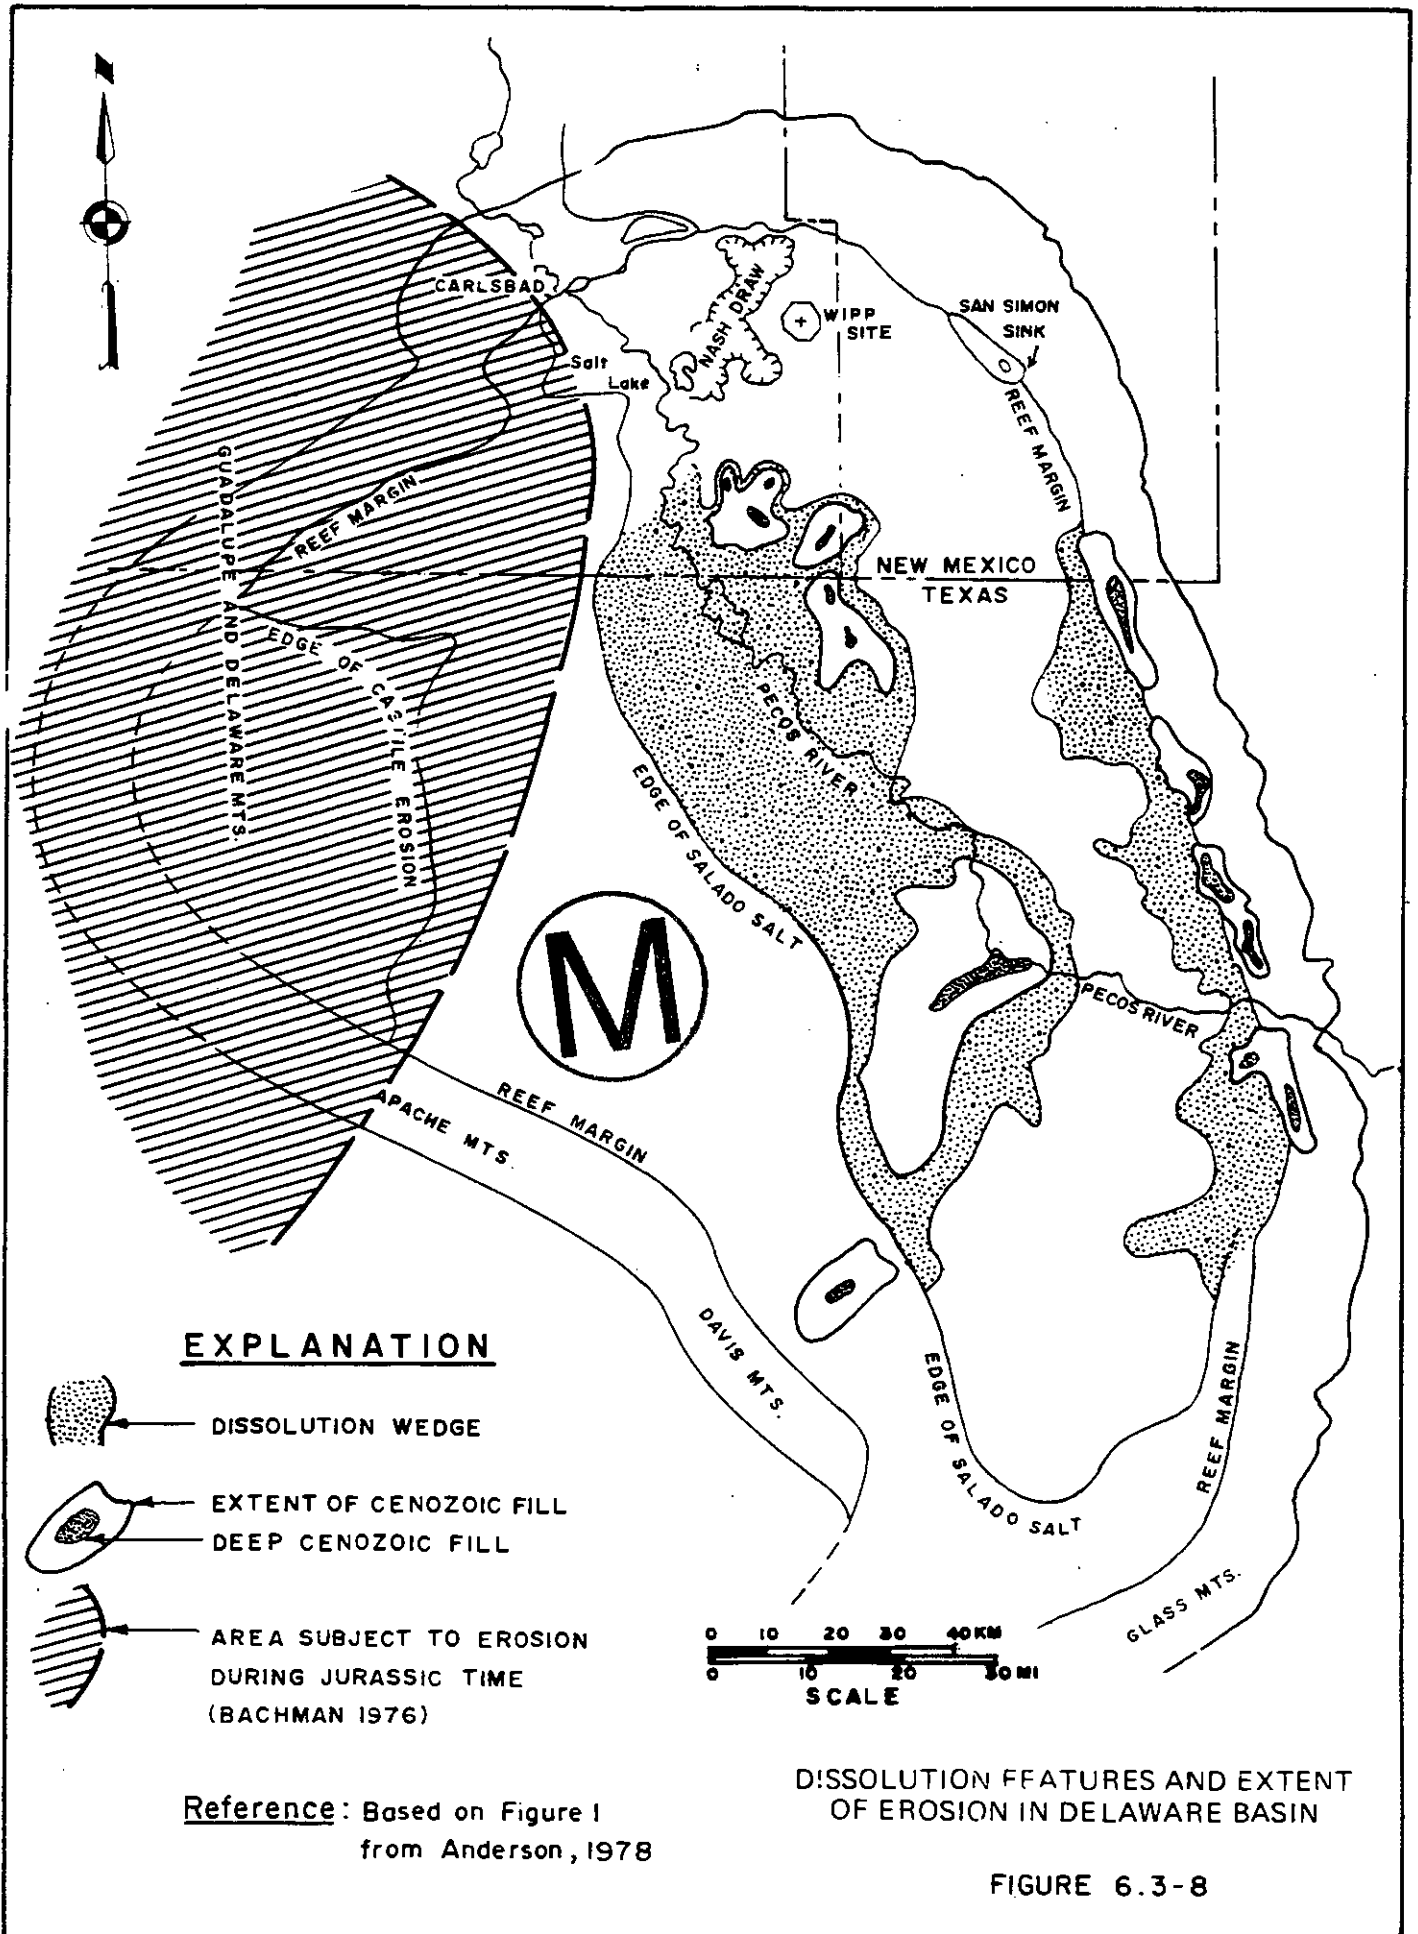 N
CARLSBAD
NASH DRAW
WIPP
SITE
SAN SIMON
SINK
Salt
Lake
REEF MARGIN
GUADALUPE AND DELAWARE MTS.
REEF MARGIN
NEW MEXICO
TEXAS
EDGE OF CASTILE EROSION
PECOS RIVER
EDGE OF SALADO SALT
M
PECOS RIVER
REEF MARGIN
APACHE MTS.
DAVIS MTS.
EDGE OF SALADO SALT
REEF MARGIN
GLASS MTS.
EXPLANATION
DISSOLUTION WEDGE
EXTENT OF CENOZOIC FILL
DEEP CENOZOIC FILL
AREA SUBJECT TO EROSION
DURING JURASSIC TIME
(BACHMAN 1976)
0 10 20 30 40 KM
0 10 20 30 MI
SCALE
Reference: Based on Figure 1
from Anderson, 1978
DISSOLUTION FEATURES AND EXTENT
OF EROSION IN DELAWARE BASIN
FIGURE 6.3-8